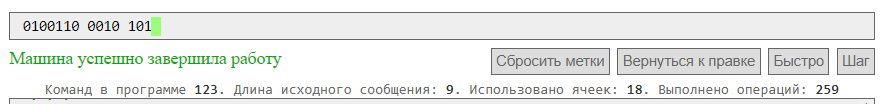 0100110 0010 101
Машина успешно завершила работу
Сбросить метки Вернуться к правке Быстро Шаг
Команд в программе 123. Длина исходного сообщения: 9. Использовано ячеек: 18. Выполнено операций: 259